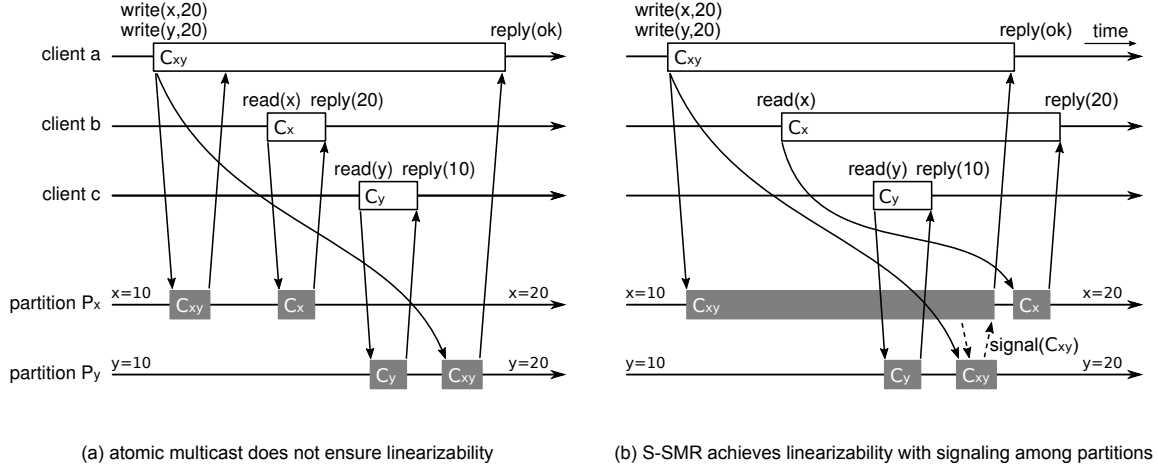 write(x,20)
write(y,20)
reply(ok)
client a
Cxy
read(x) reply(20)
client b
Cx
read(y) reply(10)
client c
Cy
partition Px
x=10
Cxy
Cx
x=20
partition Py
y=10
Cy
Cxy
y=20
(a) atomic multicast does not ensure linearizability
write(x,20)
write(y,20)
reply(ok)
time
Cxy
read(x)
reply(20)
Cx
read(y) reply(10)
Cy
x=10
Cxy
Cx
x=20
signal(Cxy)
y=10
Cy
Cxy
y=20
(b) S-SMR achieves linearizability with signaling among partitions